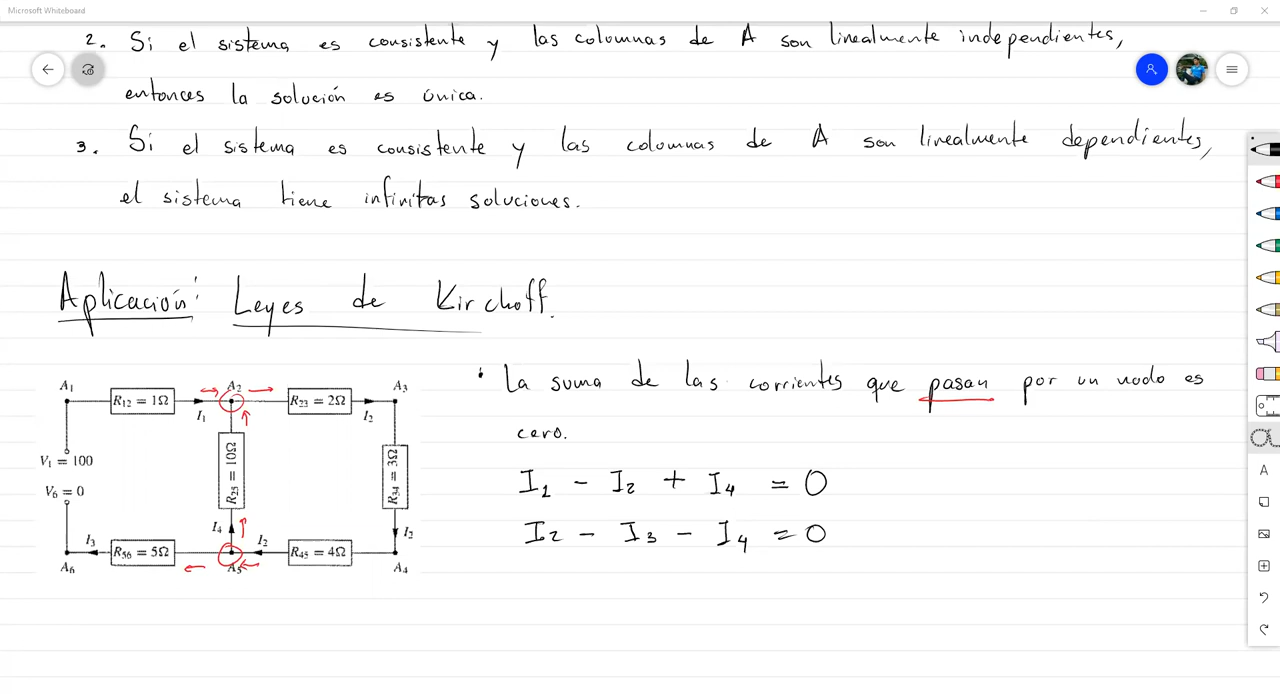 Microsoft Whiteboard
2. Si el sistema es consistente y las columnas de A son linealmente independientes,
entonces la solución es única.
3. Si el sistema es consistente y las columnas de A son linealmente dependientes,
el sistema tiene infinitas soluciones.
Aplicación: Leyes de Kirchoff.
• La suma de las corrientes que pasan por un nodo es
cero.
I1 - I2 + I4 = 0
I2 - I3 - I4 = 0
A1 A2 A3
R12 = 1Ω R23 = 2Ω
I1 I2
V1 = 100
R25 = 10Ω
R34 = 3Ω
V6 = 0
I4
I3 I2 I2
R56 = 5Ω R45 = 4Ω
A6 A5 A4
A